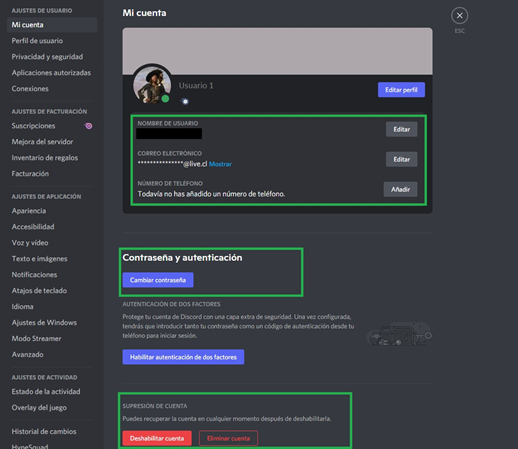 AJUSTES DE USUARIO
Mi cuenta
Perfil de usuario
Privacidad y seguridad
Aplicaciones autorizadas
Conexiones
AJUSTES DE FACTURACIÓN
Suscripciones
Mejora del servidor
Inventario de regalos
Facturación
AJUSTES DE APLICACIÓN
Apariencia
Accesibilidad
Voz y vídeo
Texto e imágenes
Notificaciones
Atajos de teclado
Idioma
Ajustes de Windows
Modo Streamer
Avanzado
AJUSTES DE ACTIVIDAD
Estado de la actividad
Overlay del juego
Historial de cambios
HypeSquad
Mi cuenta
ESC
Usuario 1
Editar perfil
NOMBRE DE USUARIO
Editar
CORREO ELECTRÓNICO
***************@live.cl Mostrar
Editar
NÚMERO DE TELÉFONO
Todavía no has añadido un número de teléfono.
Añadir
Contraseña y autenticación
Cambiar contraseña
AUTENTICACIÓN DE DOS FACTORES
Protege tu cuenta de Discord con una capa extra de seguridad. Una vez configurada,
tendrás que introducir tanto tu contraseña como un código de autenticación desde tu
teléfono para iniciar sesión.
Habilitar autenticación de dos factores
SUPRESIÓN DE CUENTA
Puedes recuperar la cuenta en cualquier momento después de deshabilitarla.
Deshabilitar cuenta
Eliminar cuenta